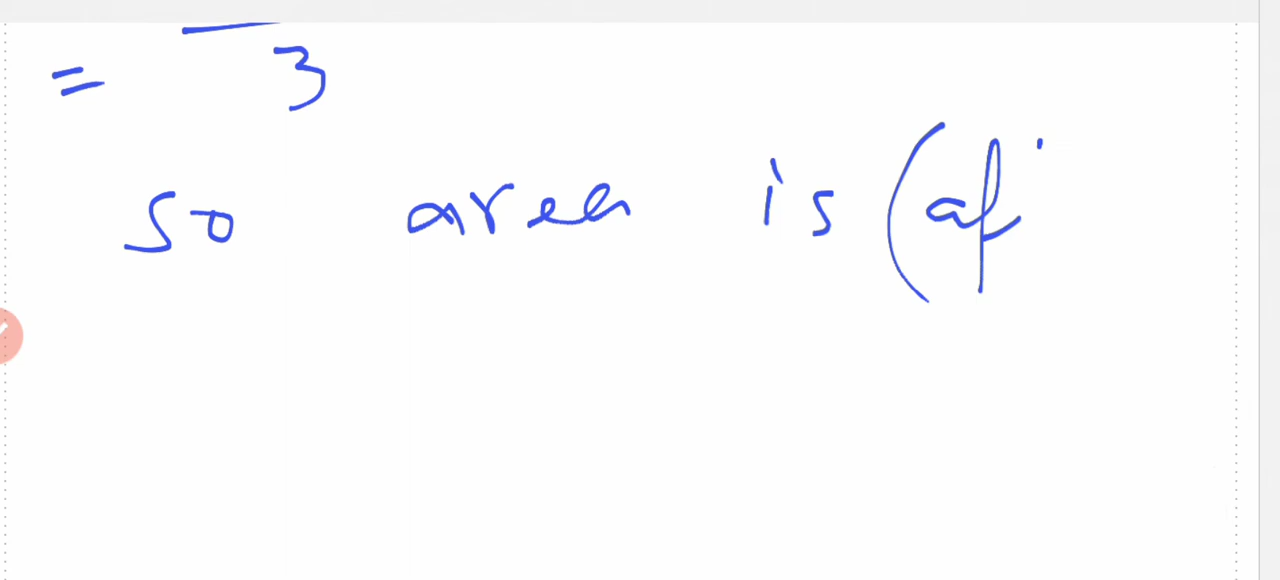 = 3
so area is (af